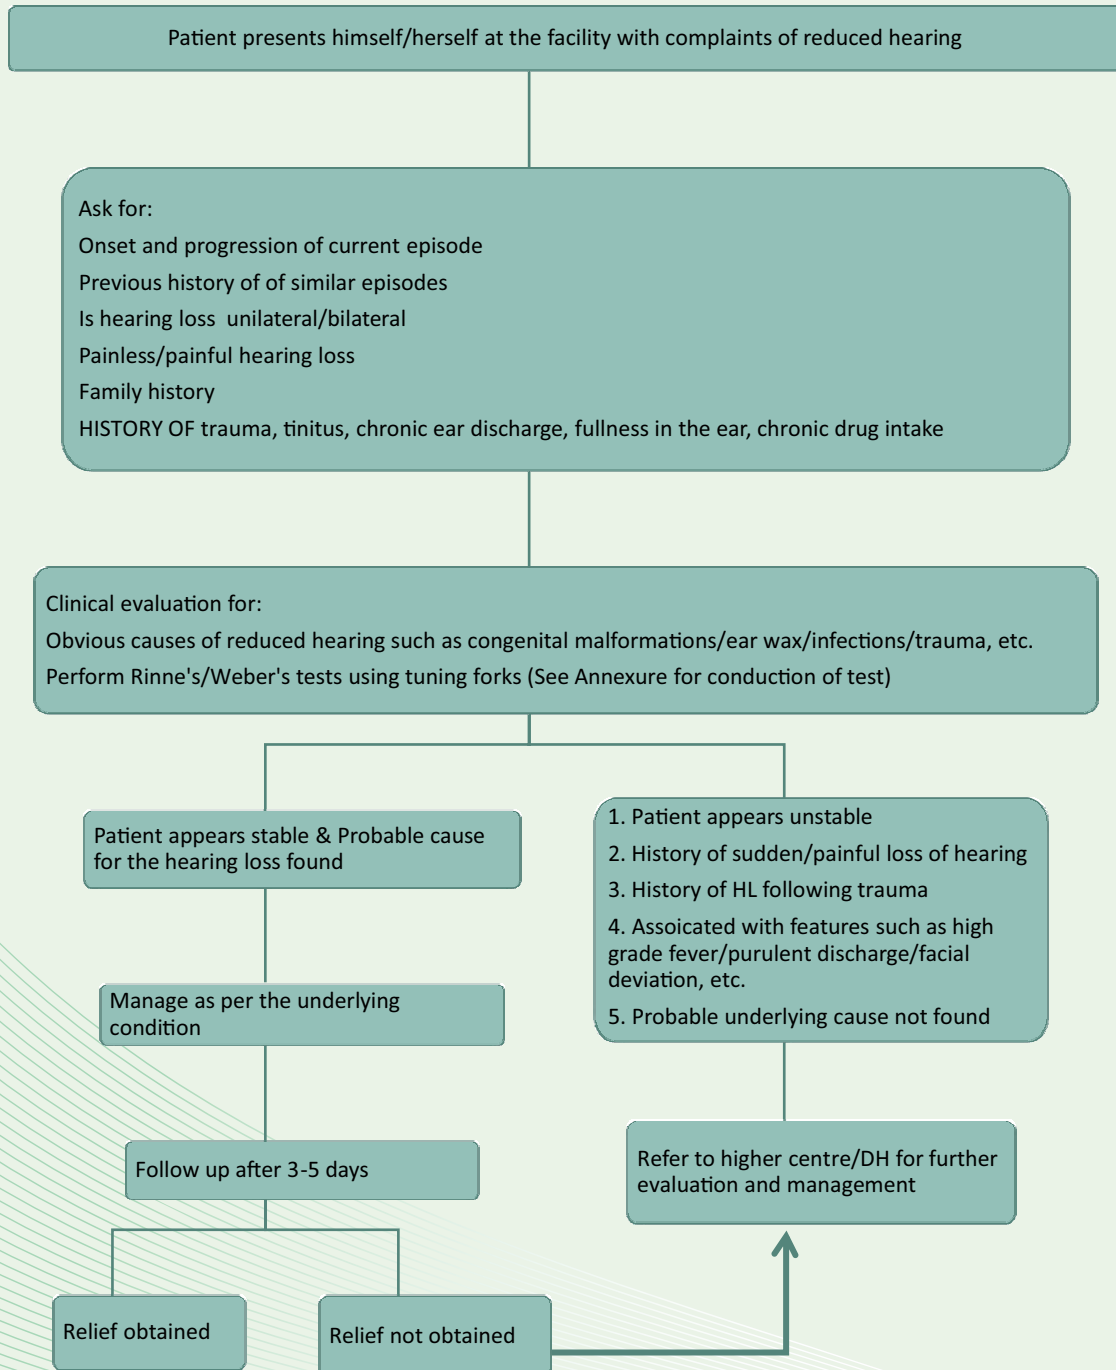 Patient presents himself/herself at the facility with complaints of reduced hearing
Ask for:
Onset and progression of current episode
Previous history of of similar episodes
Is hearing loss unilateral/bilateral
Painless/painful hearing loss
Family history
HISTORY OF trauma, tinitus, chronic ear discharge, fullness in the ear, chronic drug intake
Clinical evaluation for:
Obvious causes of reduced hearing such as congenital malformations/ear wax/infections/trauma, etc.
Perform Rinne's/Weber's tests using tuning forks (See Annexure for conduction of test)
Patient appears stable & Probable cause
for the hearing loss found
Manage as per the underlying
condition
Follow up after 3-5 days
Relief obtained
Relief not obtained
1. Patient appears unstable
2. History of sudden/painful loss of hearing
3. History of HL following trauma
4. Assoicated with features such as high
grade fever/purulent discharge/facial
deviation, etc.
5. Probable underlying cause not found
Refer to higher centre/DH for further
evaluation and management